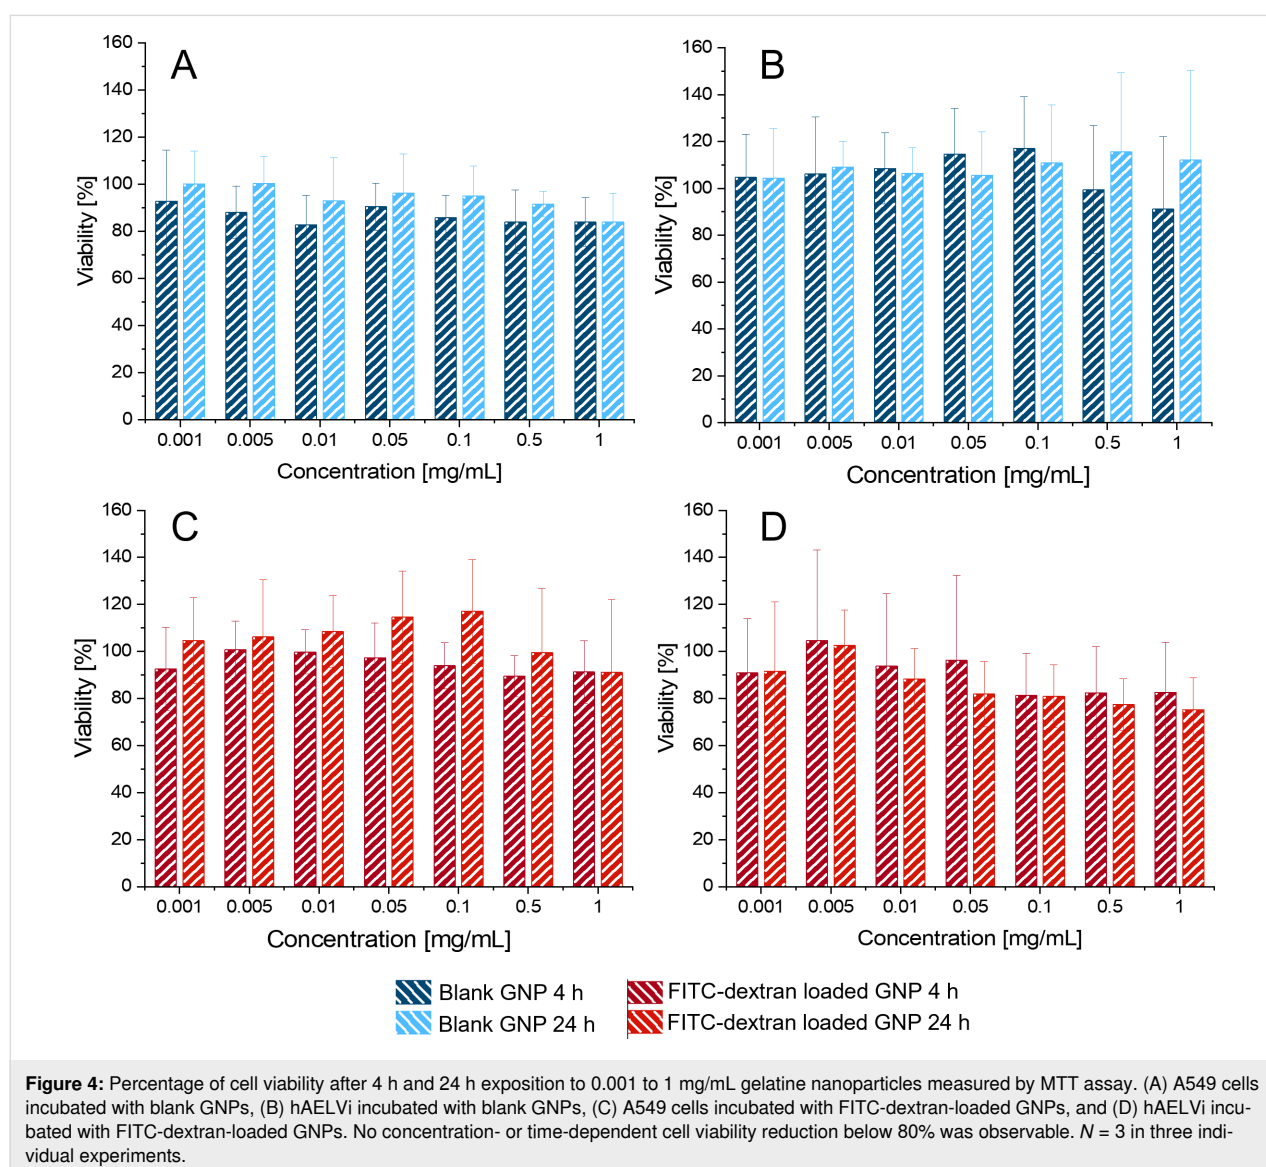 A
160
140
120
100
80
60
40
20
0
Viability [%]
0.001 0.005 0.01 0.05 0.1 0.5 1
Concentration [mg/mL]
B
160
140
120
100
80
60
40
20
0
Viability [%]
0.001 0.005 0.01 0.05 0.1 0.5 1
Concentration [mg/mL]
C
160
140
120
100
80
60
40
20
0
Viability [%]
0.001 0.005 0.01 0.05 0.1 0.5 1
Concentration [mg/mL]
D
160
140
120
100
80
60
40
20
0
Viability [%]
0.001 0.005 0.01 0.05 0.1 0.5 1
Concentration [mg/mL]
Blank GNP 4 h
Blank GNP 24 h
FITC-dextran loaded GNP 4 h
FITC-dextran loaded GNP 24 h
Figure 4: Percentage of cell viability after 4 h and 24 h exposition to 0.001 to 1 mg/mL gelatine nanoparticles measured by MTT assay. (A) A549 cells
incubated with blank GNPs, (B) hAELVi incubated with blank GNPs, (C) A549 cells incubated with FITC-dextran-loaded GNPs, and (D) hAELVi incu-
bated with FITC-dextran-loaded GNPs. No concentration- or time-dependent cell viability reduction below 80% was observable. N = 3 in three indi-
vidual experiments.